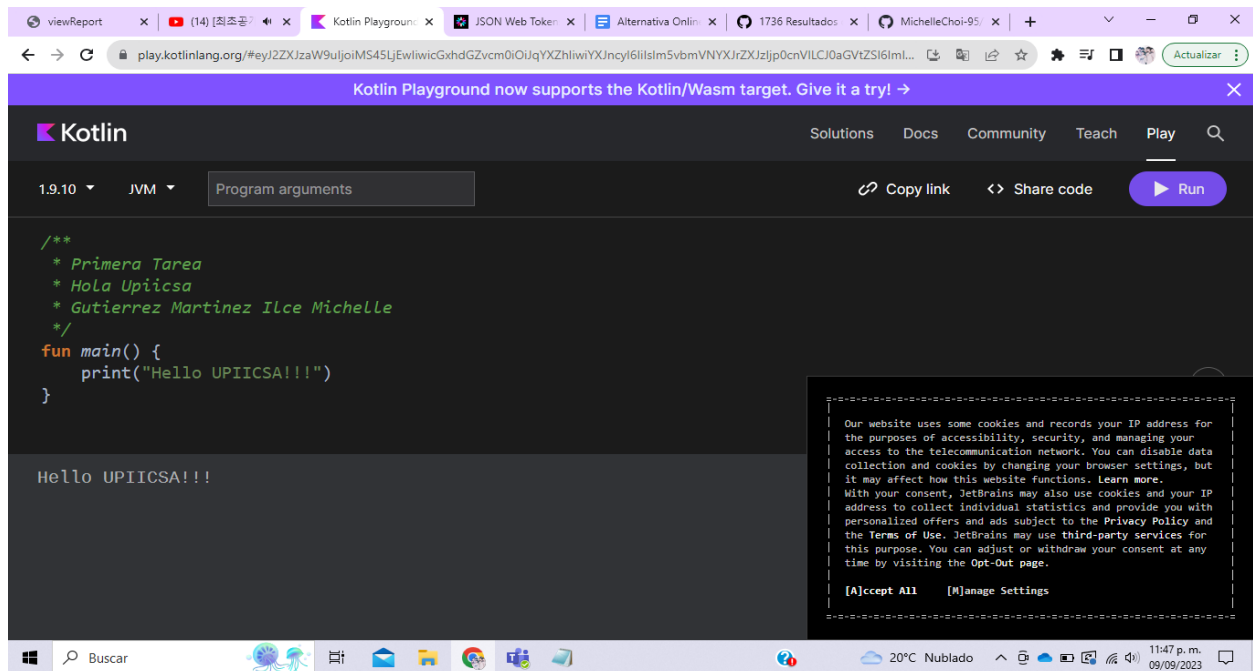 viewReport
(14) [최초공
Kotlin Playground
JSON Web Token
Alternativa Online
1736 Resultados
MichelleChoi-95/
play.kotlinlang.org/#
Actualizar
Kotlin Playground now supports the Kotlin/Wasm target. Give it a try! →
Kotlin
Solutions Docs Community Teach Play
1.9.10 JVM Program arguments Copy link <> Share code Run
/**
* Primera Tarea
* Hola Upiicsa
* Gutierrez Martinez Ilce Michelle
*/
fun main() {
print("Hello UPIICSA!!!")
}
Hello UPIICSA!!!
Our website uses some cookies and records your IP address for
the purposes of accessibility, security, and managing your
access to the telecommunication network. You can disable data
collection and cookies by changing your browser settings, but
it may affect how this website functions. Learn more.
With your consent, JetBrains may also use cookies and your IP
address to collect individual statistics and provide you with
personalized offers and ads subject to the Privacy Policy and
the Terms of Use. JetBrains may use third-party services for
this purpose. You can adjust or withdraw your consent at any
time by visiting the Opt-Out page.
[A]ccept All [M]anage Settings
Buscar
20°C Nublado
11:47 p. m.
09/09/2023